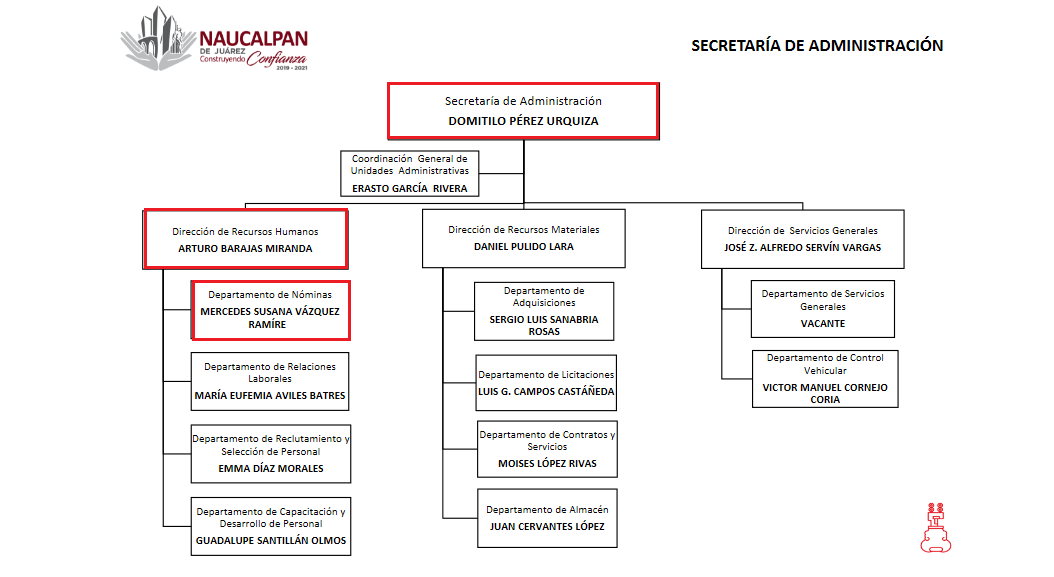 NAUCALPAN
DE JUÁREZ
Construyendo
Confianza
2019 - 2021
SECRETARÍA DE ADMINISTRACIÓN
Secretaría de Administración
DOMITILO PÉREZ URQUIZA
Coordinación General de
Unidades Administrativas
ERASTO GARCÍA RIVERA
Dirección de Recursos Humanos
ARTURO BARAJAS MIRANDA
Departamento de Nóminas
MERCEDES SUSANA VÁZQUEZ
RAMÍRE
Departamento de Relaciones
Laborales
MARÍA EUFEMIA AVILES BATRES
Departamento de Reclutamiento y
Selección de Personal
EMMA DÍAZ MORALES
Departamento de Capacitación y
Desarrollo de Personal
GUADALUPE SANTILLÁN OLMOS
Dirección de Recursos Materiales
DANIEL PULIDO LARA
Departamento de
Adquisiciones
SERGIO LUIS SANABRIA
ROSAS
Departamento de Licitaciones
LUIS G. CAMPOS CASTÁÑEDA
Departamento de Contratos y
Servicios
MOISES LÓPEZ RIVAS
Departamento de Almacén
JUAN CERVANTES LÓPEZ
Dirección de Servicios Generales
JOSÉ Z. ALFREDO SERVÍN VARGAS
Departamento de Servicios
Generales
VACANTE
Departamento de Control
Vehicular
VICTOR MANUEL CORNEJO
CORIA